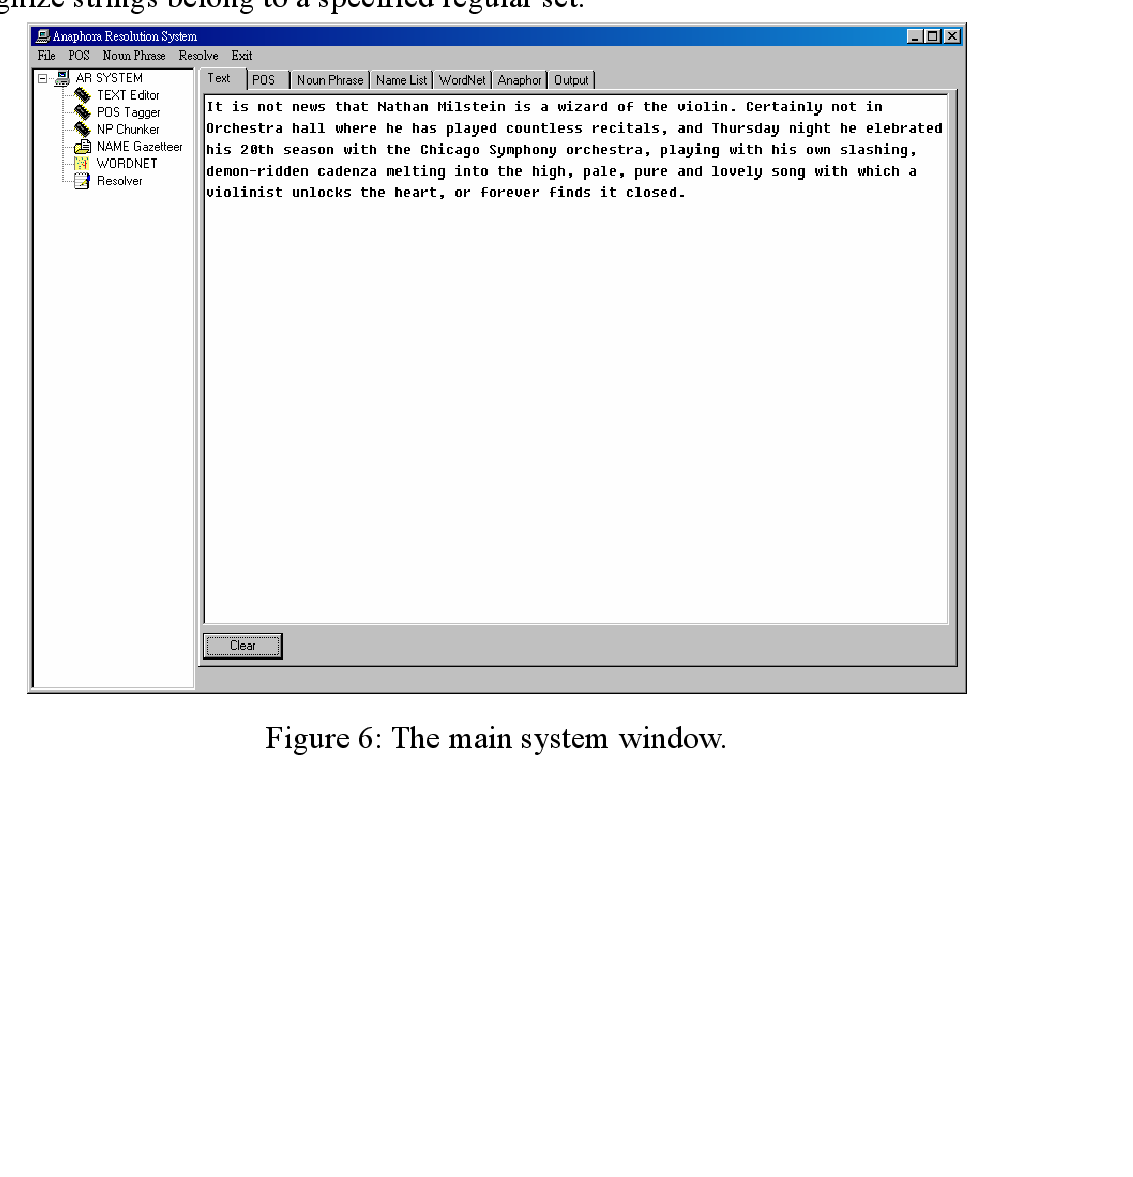 strings belong to a specified regular set.
Anaphora Resolution System
File POS Noun Phrase Resolve Exit
AR SYSTEM
TEXT Editor
POS Tagger
NP Chunker
NAME Gazetteer
WORDNET
Resolver
Text POS Noun Phrase Name List WordNet Anaphor Output
It is not news that Nathan Milstein is a wizard of the violin. Certainly not in
Orchestra hall where he has played countless recitals, and Thursday night he elebrated
his 20th season with the Chicago Symphony orchestra, playing with his own slashing,
demon-ridden cadenza melting into the high, pale, pure and lovely song with which a
violinist unlocks the heart, or forever finds it closed.
Clear
Figure 6: The main system window.